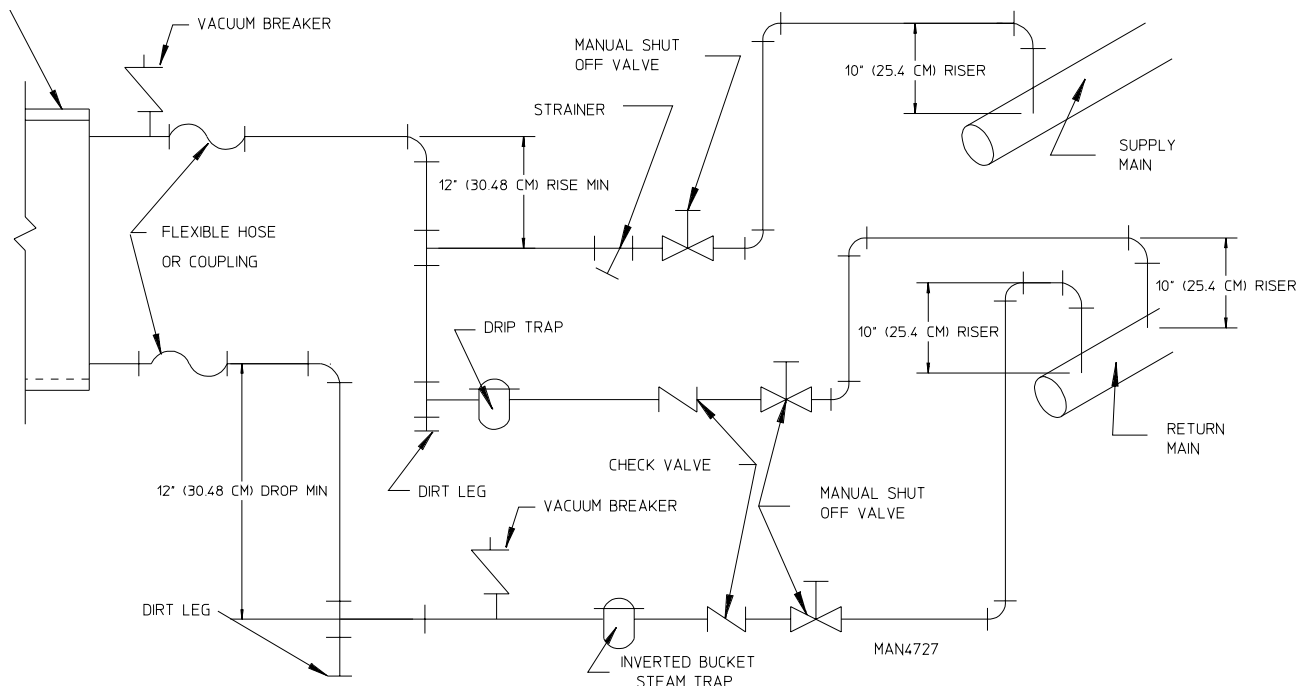 VACUUM BREAKER
MANUAL SHUT
OFF VALVE
10" (25.4 CM) RISER
STRAINER
SUPPLY
MAIN
12" (30.48 CM) RISE MIN
FLEXIBLE HOSE
OR COUPLING
10" (25.4 CM) RISER
DRIP TRAP
10" (25.4 CM) RISER
RETURN
MAIN
CHECK VALVE
12" (30.48 CM) DROP MIN
DIRT LEG
MANUAL SHUT
OFF VALVE
VACUUM BREAKER
DIRT LEG
MAN4727
INVERTED BUCKET
STEAM TRAP